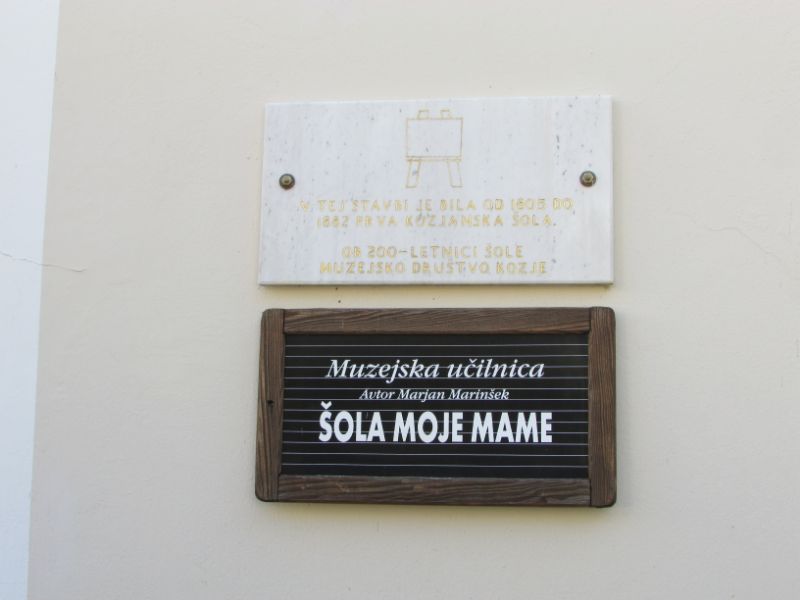 V TEJ STAVBI JE BILA OD 1805 DO
1882 PRVA KOZJANSKA ŠOLA.
OB 200-LETNICI ŠOLE
MUZEJSKO DRUSTVO KOZJE
Muzejska učilnica
Avtor Marjan Marinšek
ŠOLA MOJE MAME